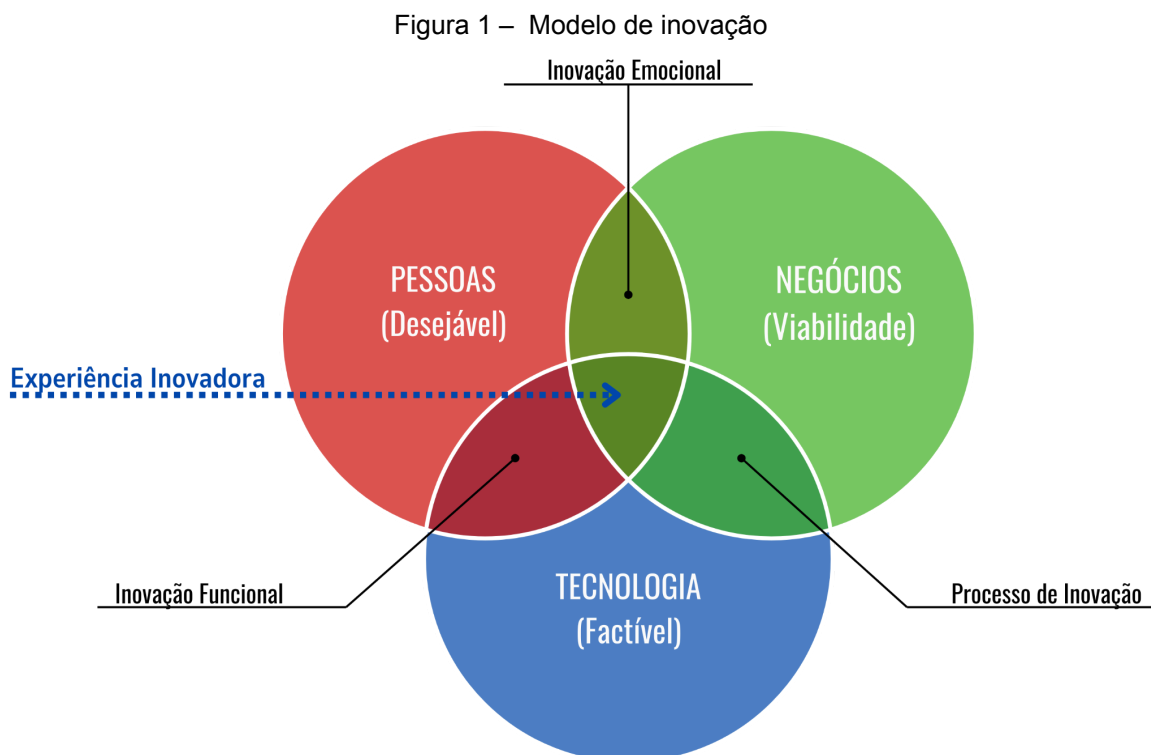 Figura 1 – Modelo de inovação
Inovação Emocional
PESSOAS
(Desejável)
NEGÓCIOS
(Viabilidade)
Experiência Inovadora
Inovação Funcional
TECNOLOGIA
(Factível)
Processo de Inovação